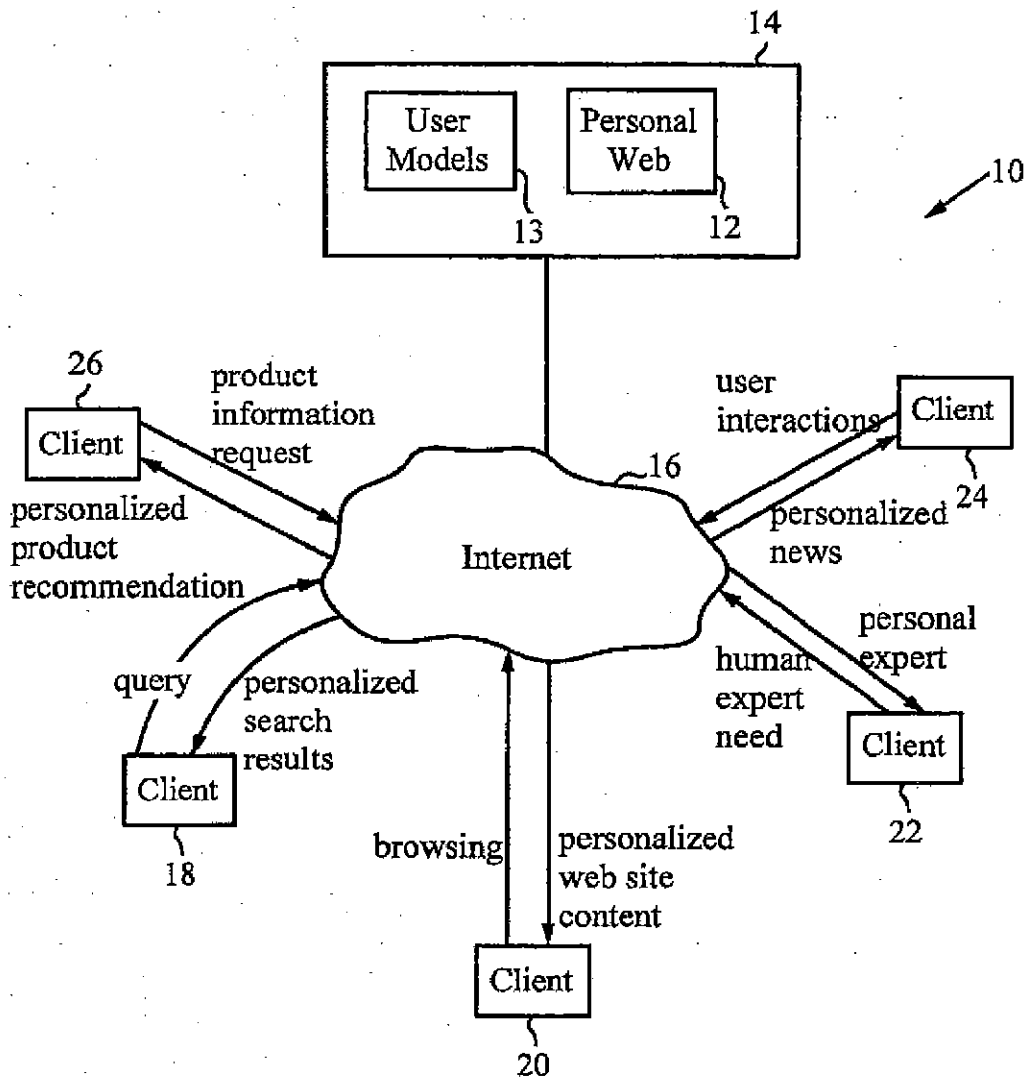 14
User
Models
13
Personal
Web
12
10
26
Client
product
information
request
personalized
product
recommendation
user
interactions
Client
24
personalized
news
16
Internet
query
personalized
search
results
Client
18
browsing
personalized
web site
content
Client
20
human
expert
need
personal
expert
Client
22